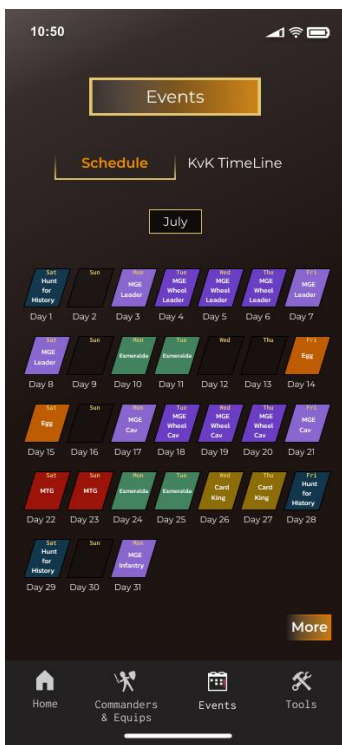 10:50
Events
Schedule KvK TimeLine
July
Sat Sun Mon Tue Wed Thu Fri
Hunt for History MGE Leader MGE Wheel Leader MGE Wheel Leader MGE Wheel Leader MGE Leader
Day 1 Day 2 Day 3 Day 4 Day 5 Day 6 Day 7
Sat Sun Mon Tue Wed Thu Fri
MGE Leader Esmeralda Esmeralda Egg
Day 8 Day 9 Day 10 Day 11 Day 12 Day 13 Day 14
Sat Sun Mon Tue Wed Thu Fri
Egg MGE Cav MGE Wheel Cav MGE Wheel Cav MGE Wheel Cav MGE Cav
Day 15 Day 16 Day 17 Day 18 Day 19 Day 20 Day 21
Sat Sun Mon Tue Wed Thu Fri
MTG MTG Esmeralda Esmeralda Card King Card King Hunt for History
Day 22 Day 23 Day 24 Day 25 Day 26 Day 27 Day 28
Sat Sun Mon
Hunt for History MGE Infantry
Day 29 Day 30 Day 31
More
Home Commanders & Equips Events Tools